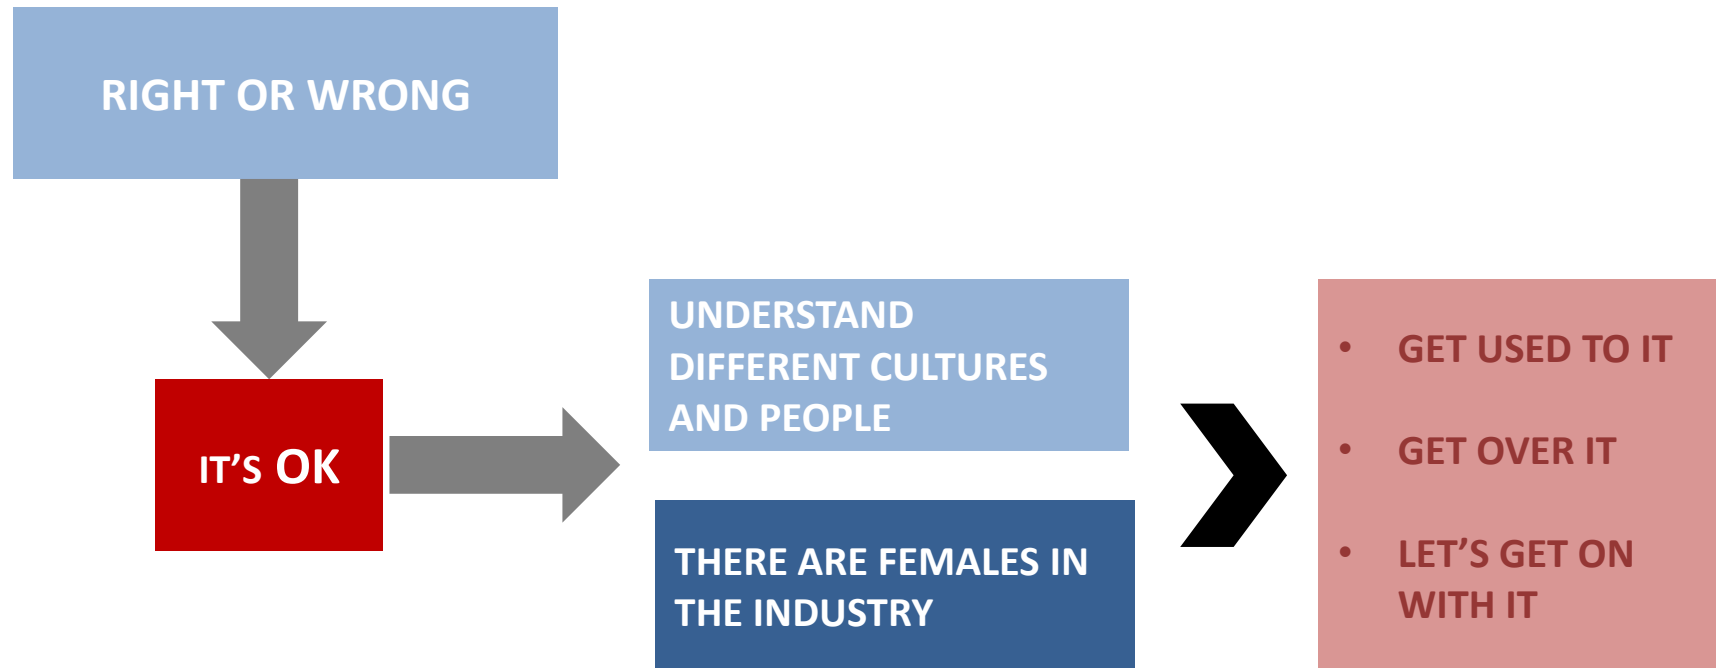 RIGHT OR WRONG
IT’S OK
UNDERSTAND
DIFFERENT CULTURES
AND PEOPLE
THERE ARE FEMALES IN
THE INDUSTRY
• GET USED TO IT
• GET OVER IT
• LET’S GET ON
WITH IT